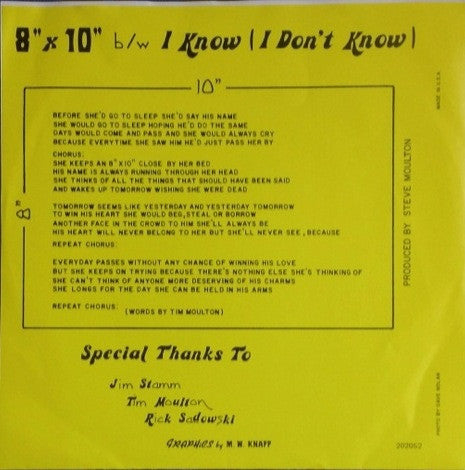 8" x 10" b/w I Know (I Don't Know)
10"
8"
BEFORE SHE'D GO TO SLEEP SHE'D SAY HIS NAME
SHE WOULD GO TO SLEEP HOPING HE'D DO THE SAME
DAYS WOULD COME AND PASS AND SHE WOULD ALWAYS CRY
BECAUSE EVERYTIME SHE SAW HIM HE'D JUST PASS HER BY
CHORUS:
SHE KEEPS AN 8"X10" CLOSE BY HER BED
HIS NAME IS ALWAYS RUNNING THROUGH HER HEAD
SHE THINKS OF ALL THE THINGS THAT SHOULD HAVE BEEN SAID
AND WAKES UP TOMORROW WISHING SHE WERE DEAD
TOMORROW SEEMS LIKE YESTERDAY AND YESTERDAY TOMORROW
TO WIN HIS HEART SHE WOULD BEG, STEAL OR BORROW
ANOTHER FACE IN THE CROWD TO HIM SHE'LL ALWAYS BE
HIS HEART WILL NEVER BELONG TO HER BUT SHE'LL NEVER SEE, BECAUSE
REPEAT CHORUS:
EVERYDAY PASSES WITHOUT ANY CHANCE OF WINNING HIS LOVE
BUT SHE KEEPS ON TRYING BECAUSE THERE'S NOTHING ELSE SHE'S THINKING OF
SHE CAN'T THINK OF ANYONE MORE DESERVING OF HIS CHARMS
SHE LONGS FOR THE DAY SHE CAN BE HELD IN HIS ARMS
REPEAT CHORUS:
(WORDS BY TIM MOULTON)
MADE IN U.S.A.
PRODUCED BY STEVE MOULTON
PHOTO BY DAVE NOLAN
Special Thanks To
Jim Stamm
Tim Moulton
Rick Sadowski
GRAPHICS by M. W. KNAPP
202052